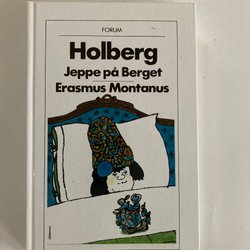 FORUM
Holberg
Jeppe på Berget
Erasmus Montanus